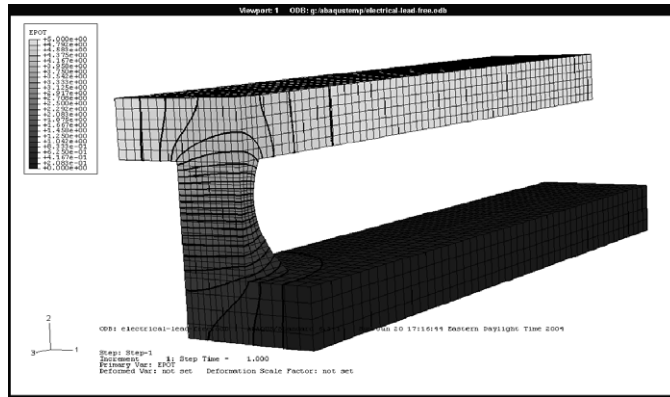 Viewport: 1 ODB: g:/abaqustemp/electrical-lead-free.odb
EPOT
+5.000e+00
+4.792e+00
+4.583e+00
+4.375e+00
+4.167e+00
+3.958e+00
+3.750e+00
+3.542e+00
+3.333e+00
+3.125e+00
+2.917e+00
+2.708e+00
+2.500e+00
+2.292e+00
+2.083e+00
+1.875e+00
+1.667e+00
+1.458e+00
+1.250e+00
+1.042e+00
+8.333e-01
+6.250e-01
+4.167e-01
+2.083e-01
+0.000e+00
2
3 1
ODB: electrical-lead 20 17:16:44 Eastern Daylight Time 2004
Step: Step-1
Increment 1: Step Time = 1.000
Primary Var: EPOT
Deformed Var: not set Deformation Scale Factor: not set